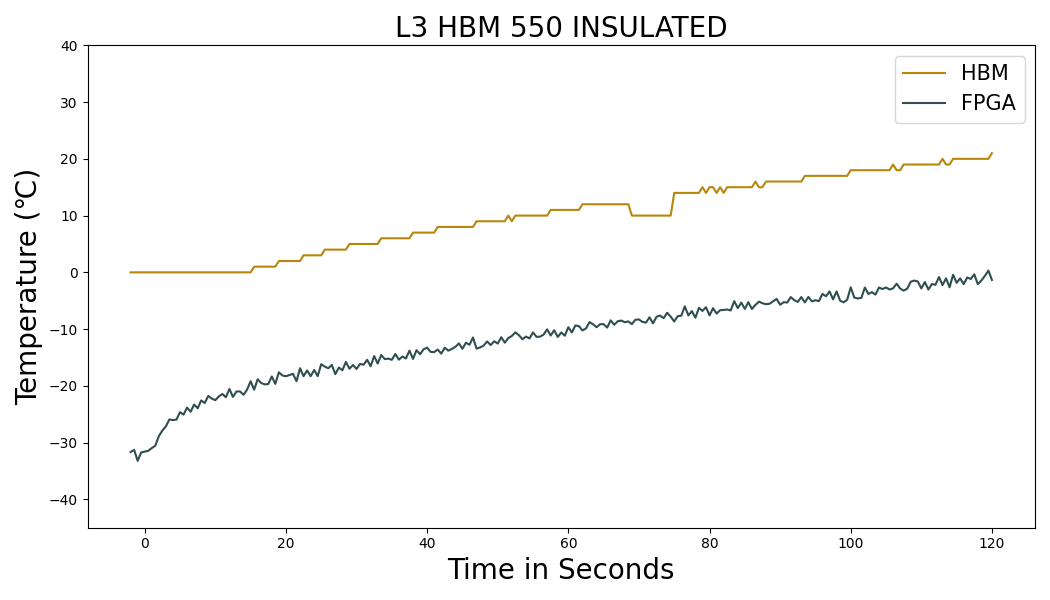 L3 HBM 550 INSULATED
HBM
FPGA
Temperature (℃)
40
30
20
10
0
−10
−20
−30
−40
0 20 40 60 80 100 120
Time in Seconds